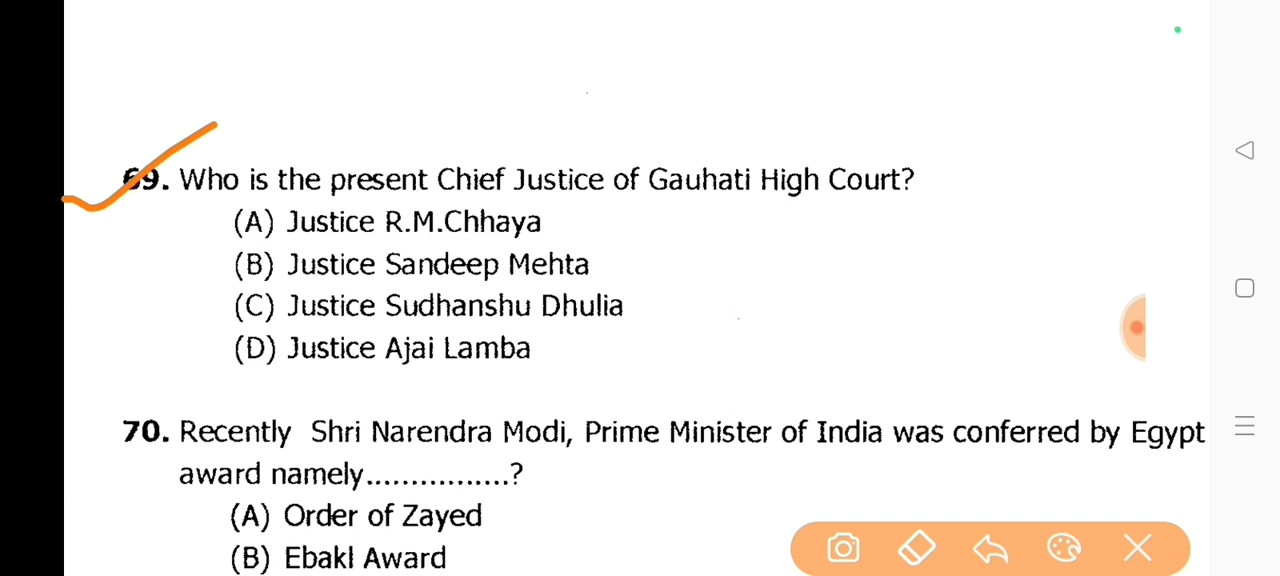 69. Who is the present Chief Justice of Gauhati High Court?
(A) Justice R.M.Chhaya
(B) Justice Sandeep Mehta
(C) Justice Sudhanshu Dhulia
(D) Justice Ajai Lamba
70. Recently Shri Narendra Modi, Prime Minister of India was conferred by Egypt
award namely................?
(A) Order of Zayed
(B) Ebakl Award